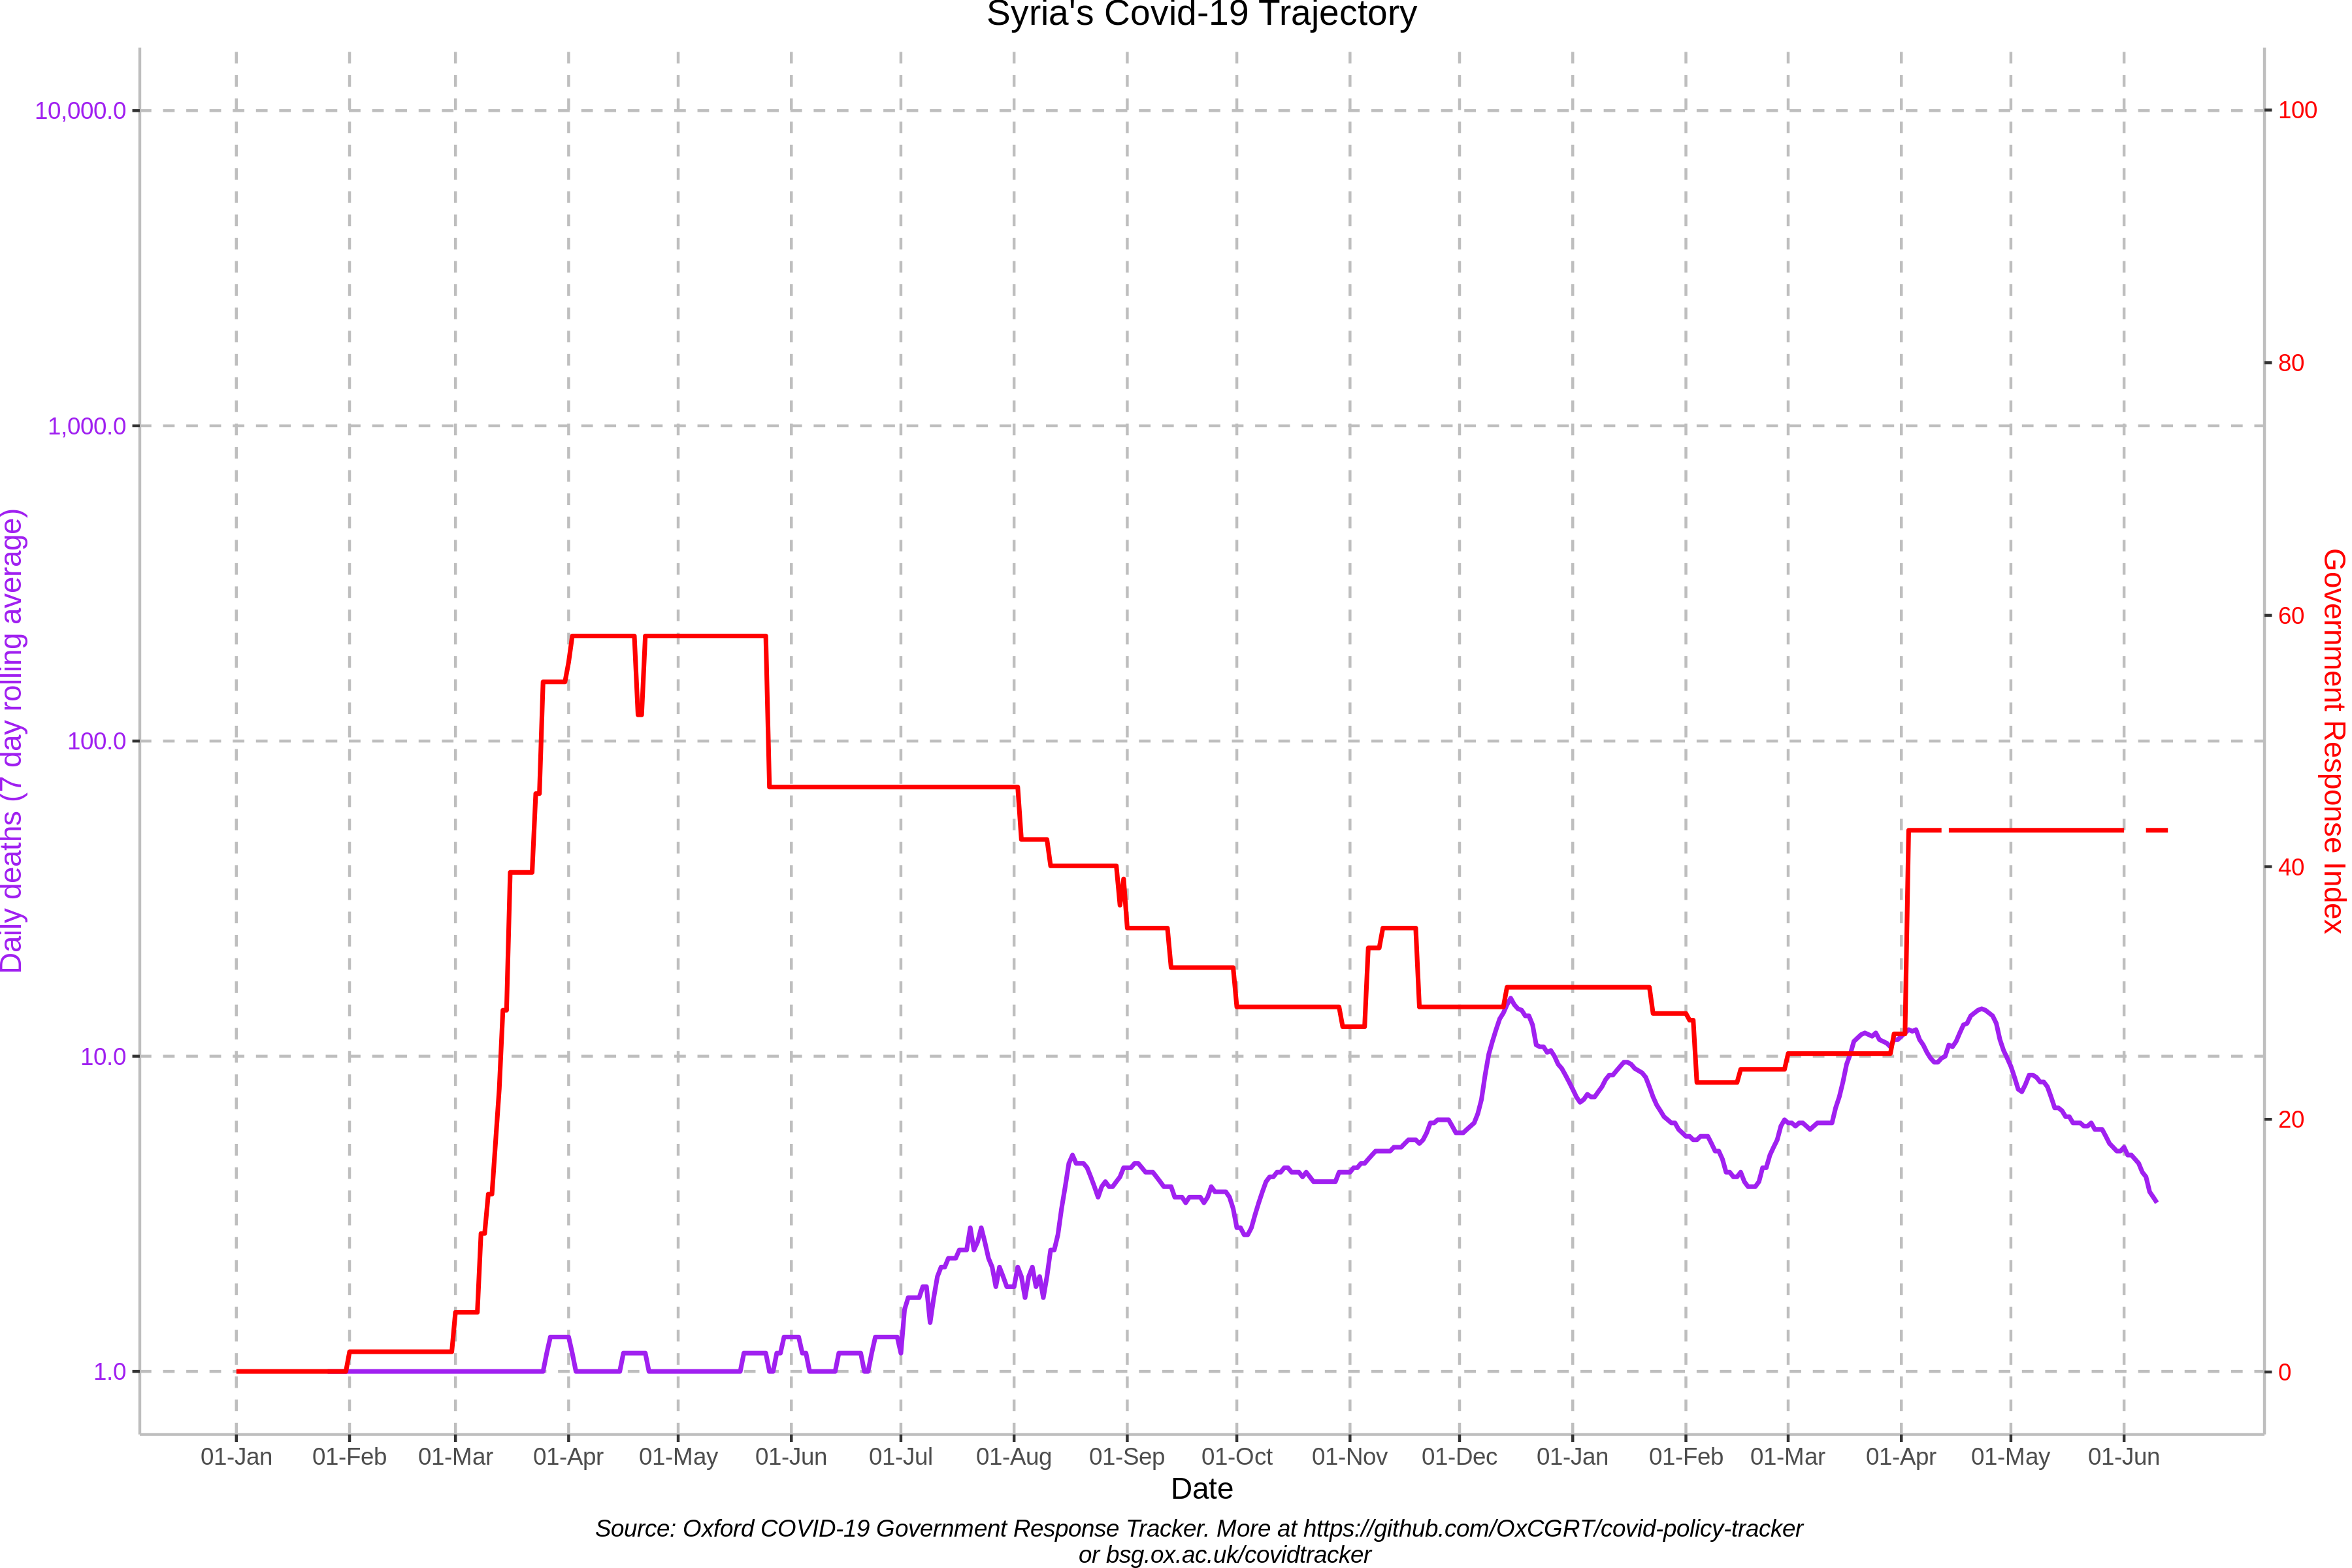 Syria's Covid-19 Trajectory
10,000.0
1,000.0
100.0
10.0
1.0
Daily deaths (7 day rolling average)
100
80
60
40
20
0
Government Response Index
01-Jan 01-Feb 01-Mar 01-Apr 01-May 01-Jun 01-Jul 01-Aug 01-Sep 01-Oct 01-Nov 01-Dec 01-Jan 01-Feb 01-Mar 01-Apr 01-May 01-Jun
Date
Source: Oxford COVID-19 Government Response Tracker. More at https://github.com/OxCGRT/covid-policy-tracker
or bsg.ox.ac.uk/covidtracker